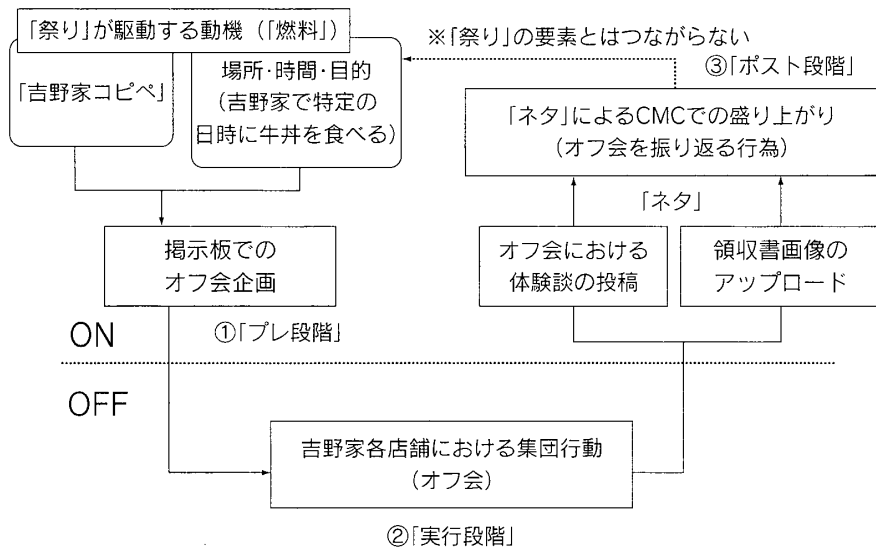 「祭り」が駆動する動機(「燃料」)
「吉野家コピペ」
場所・時間・目的
(吉野家で特定の
日時に牛丼を食べる)
※「祭り」の要素とはつながらない
③「ポスト段階」
「ネタ」によるCMCでの盛り上がり
(オフ会を振り返る行為)
「ネタ」
掲示板での
オフ会企画
オフ会における
体験談の投稿
領収書画像の
アップロード
①「プレ段階」
ON
OFF
吉野家各店舗における集団行動
(オフ会)
②「実行段階」